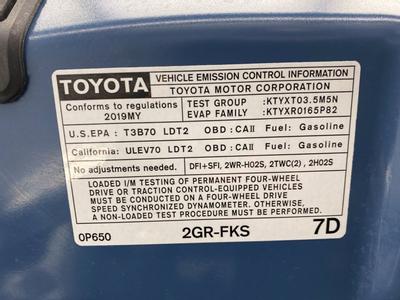 TOYOTA
VEHICLE EMISSION CONTROL INFORMATION
TOYOTA MOTOR CORPORATION
Conforms to regulations
2019MY
TEST GROUP :KTYXT03.5M5N
EVAP FAMILY :KTYXR0165P82
U.S.EPA : T3B70 LDT2 OBD : CAII Fuel: Gasoline
California: ULEV70 LDT2 OBD : CAII Fuel: Gasoline
No adjustments needed. DFI+SFI, 2WR-HO2S, 2TWC(2), 2HO2S
LOADED I/M TESTING OF PERMANENT FOUR-WHEEL
DRIVE OR TRACTION CONTROL-EQUIPPED VEHICLES
MUST BE CONDUCTED ON A FOUR-WHEEL DRIVE
SPEED SYNCHRONIZED DYNAMOMETER. OTHERWISE,
A NON-LOADED TEST PROCEDURE MUST BE PERFORMED.
0P650 2GR-FKS 7D